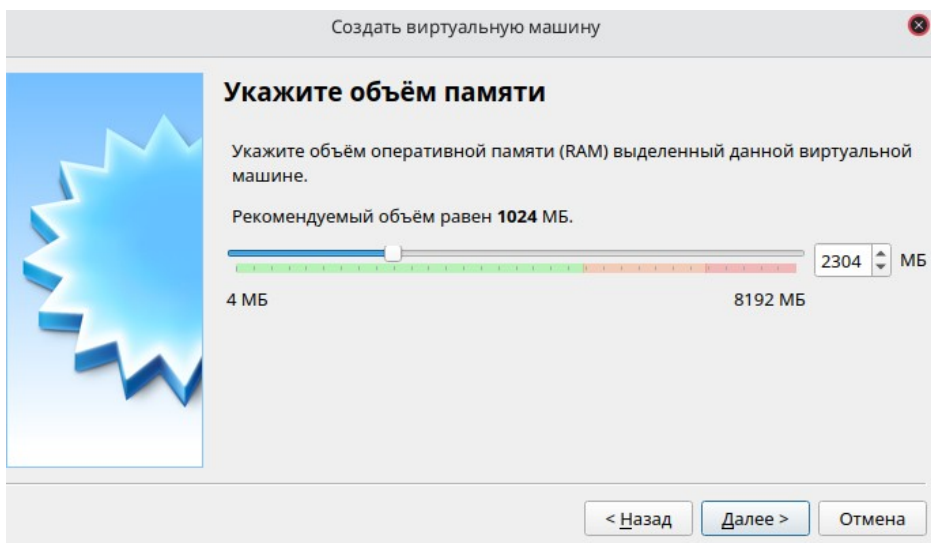 Создать виртуальную машину
Укажите объём памяти
Укажите объём оперативной памяти (RAM) выделенный данной виртуальной
машине.
Рекомендуемый объём равен 1024 МБ.
2304 МБ
4 МБ 8192 МБ
< Назад Далее > Отмена